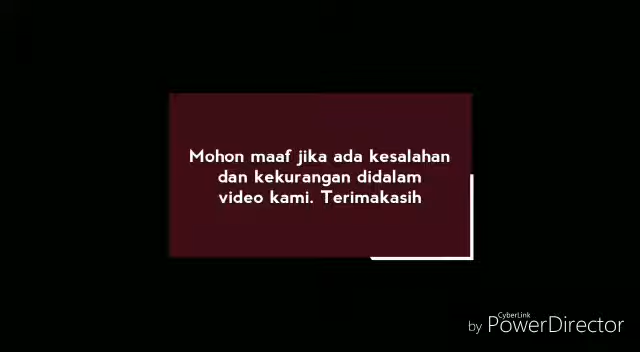 Mohon maaf jika ada kesalahan
dan kekurangan didalam
video kami. Terimakasih
by CyberLink PowerDirector